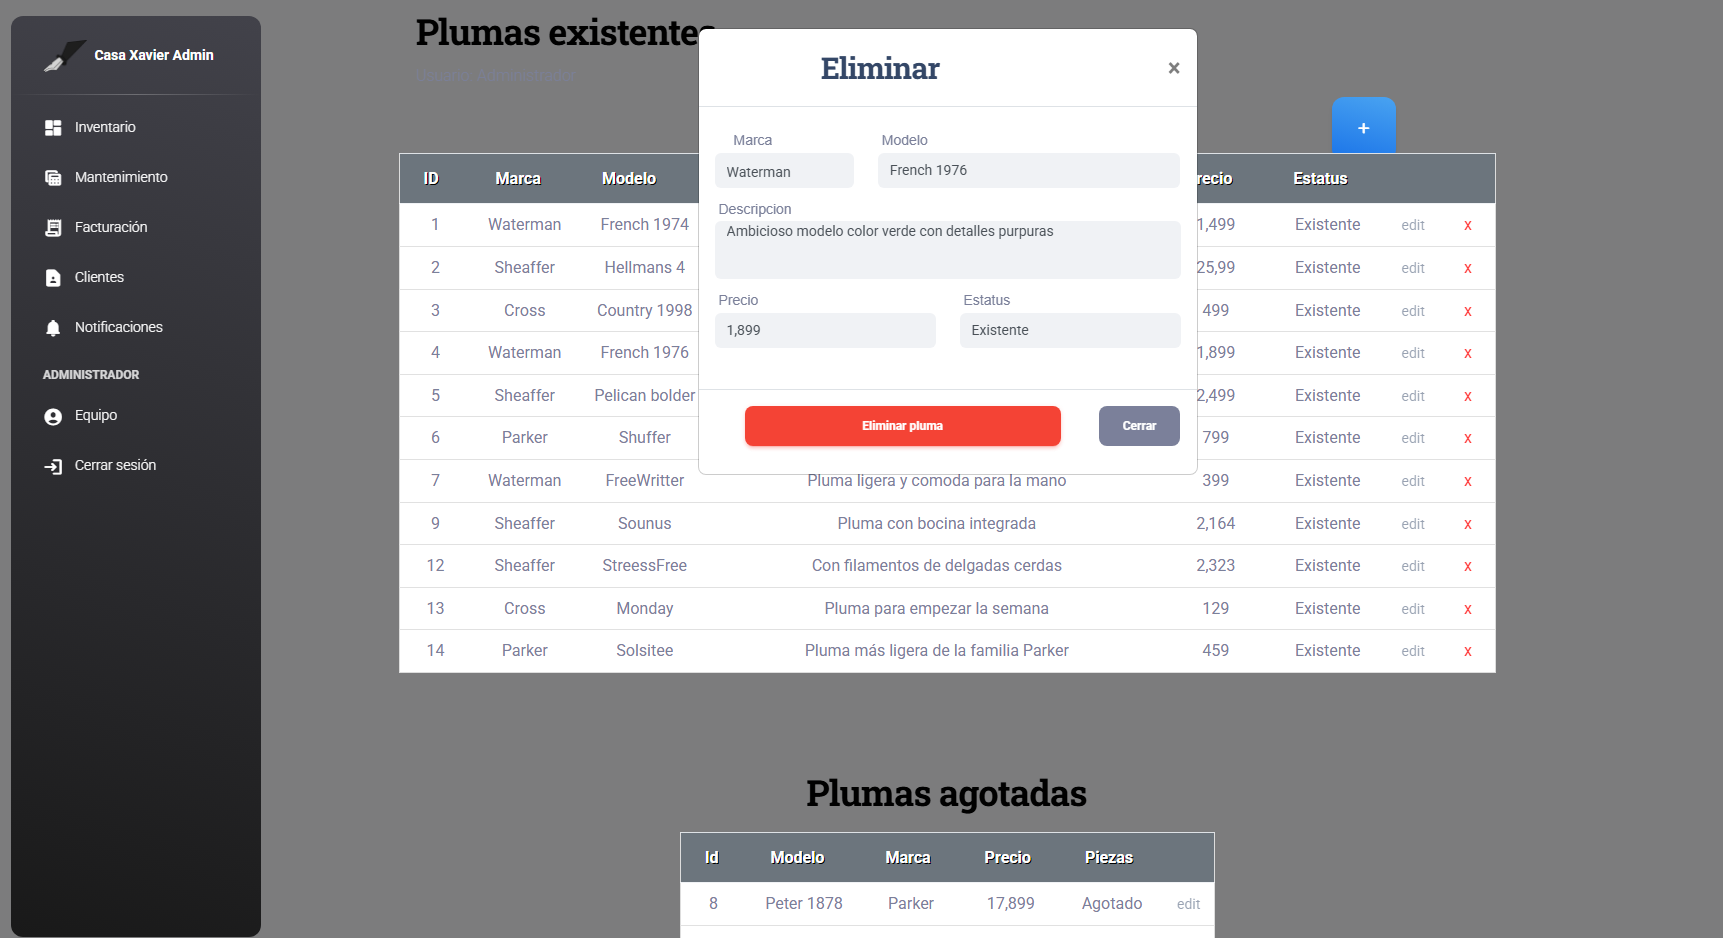 Casa Xavier Admin
Inventario
Mantenimiento
Facturación
Clientes
Notificaciones
ADMINISTRADOR
Equipo
Cerrar sesión
Plumas existentes
Usuario: Administrador
+
Eliminar
×
Marca Modelo
Waterman French 1976
Descripcion
Ambicioso modelo color verde con detalles purpuras
Precio Estatus
1,899 Existente
Eliminar pluma Cerrar
ID Marca Modelo recio Estatus
1 Waterman French 1974 1,499 Existente edit x
2 Sheaffer Hellmans 4 25,99 Existente edit x
3 Cross Country 1998 499 Existente edit x
4 Waterman French 1976 1,899 Existente edit x
5 Sheaffer Pelican bolder 2,499 Existente edit x
6 Parker Shuffer 799 Existente edit x
7 Waterman FreeWritter Pluma ligera y comoda para la mano 399 Existente edit x
9 Sheaffer Sounus Pluma con bocina integrada 2,164 Existente edit x
12 Sheaffer StreessFree Con filamentos de delgadas cerdas 2,323 Existente edit x
13 Cross Monday Pluma para empezar la semana 129 Existente edit x
14 Parker Solsitee Pluma más ligera de la familia Parker 459 Existente edit x
Plumas agotadas
Id Modelo Marca Precio Piezas
8 Peter 1878 Parker 17,899 Agotado edit